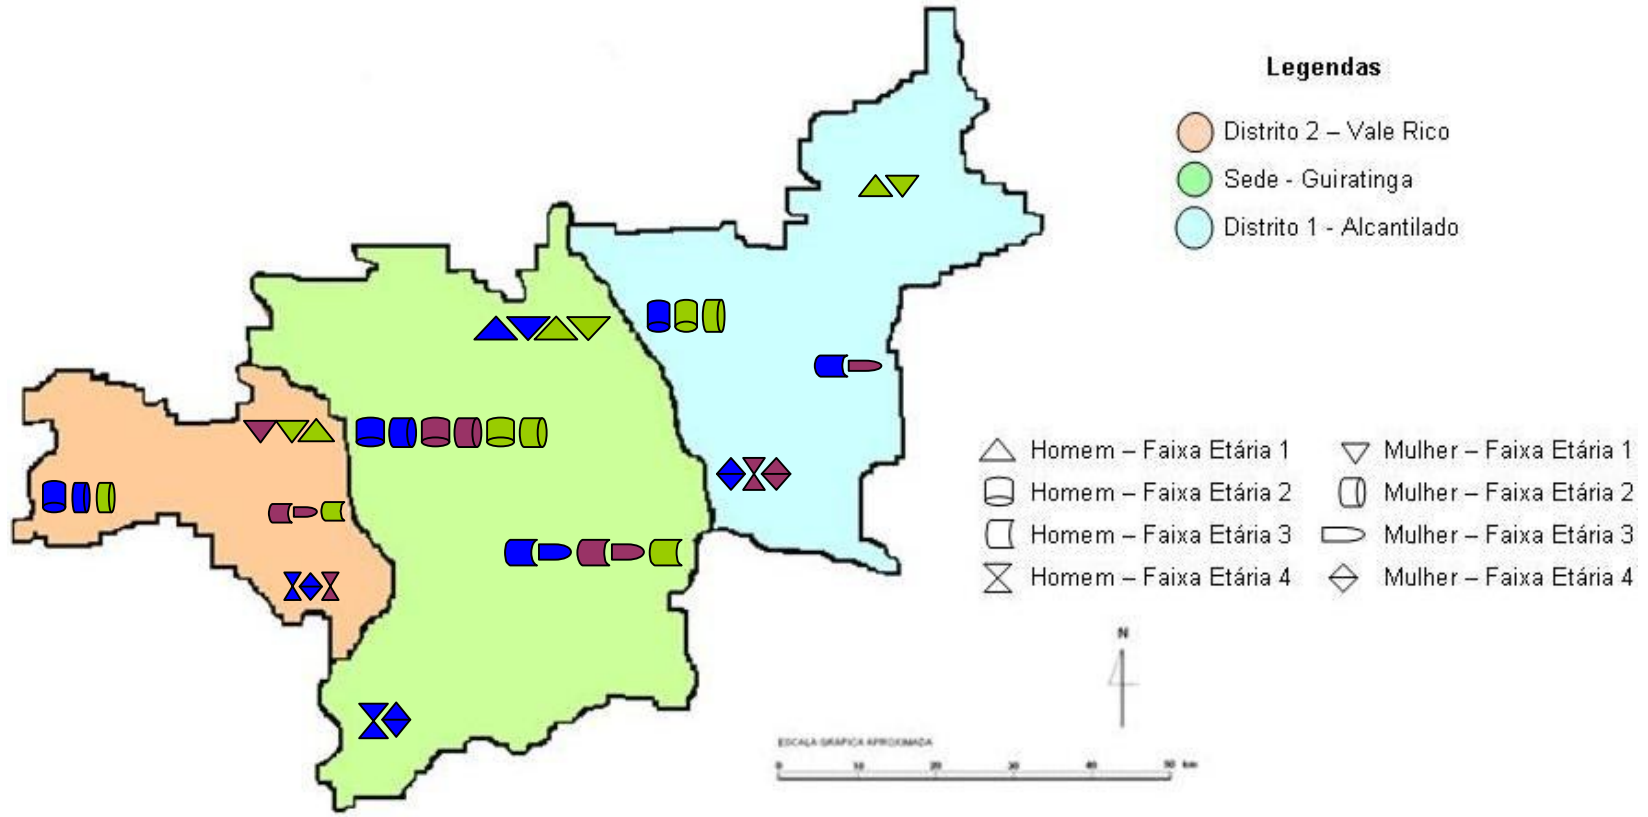 Legendas
Distrito 2 – Vale Rico
Sede - Guiratinga
Distrito 1 - Alcantilado
Homem – Faixa Etária 1
Mulher – Faixa Etária 1
Homem – Faixa Etária 2
Mulher – Faixa Etária 2
Homem – Faixa Etária 3
Mulher – Faixa Etária 3
Homem – Faixa Etária 4
Mulher – Faixa Etária 4
N
ESCALA GRÁFICA APROXIMADA
0 10 20 30 40 50 km